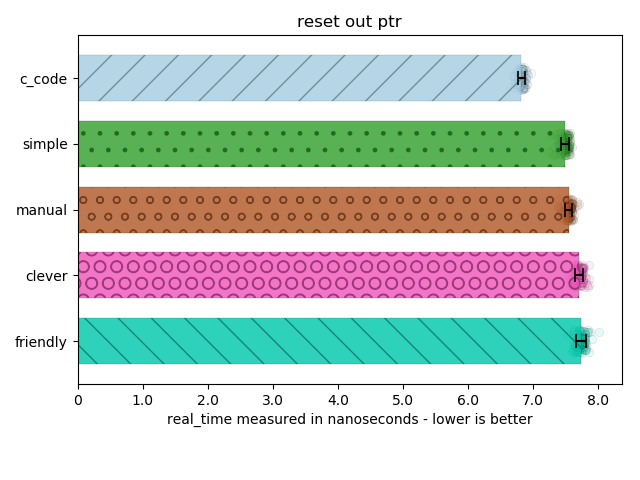 reset out ptr
c_code
simple
manual
clever
friendly
0 1.0 2.0 3.0 4.0 5.0 6.0 7.0 8.0
real_time measured in nanoseconds - lower is better